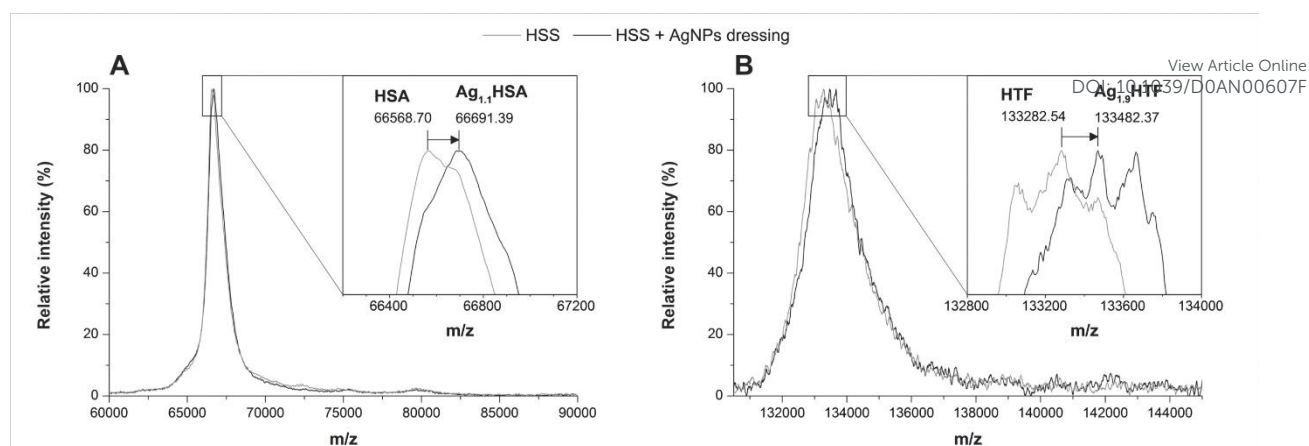 HSS HSS + AgNPs dressing
View Article Online
DOI: 10.1039/D0AN00607F
A
Relative intensity (%)
100
80
60
40
20
0
60000 65000 70000 75000 80000 85000 90000
m/z
HSA Ag1.1HSA
66568.70 66691.39
66400 66800 67200
m/z
B
Relative intensity (%)
100
80
60
40
20
0
132000 134000 136000 138000 140000 142000 144000
m/z
HTF Ag1.9HTF
133282.54 133482.37
132800 133200 133600 134000
m/z